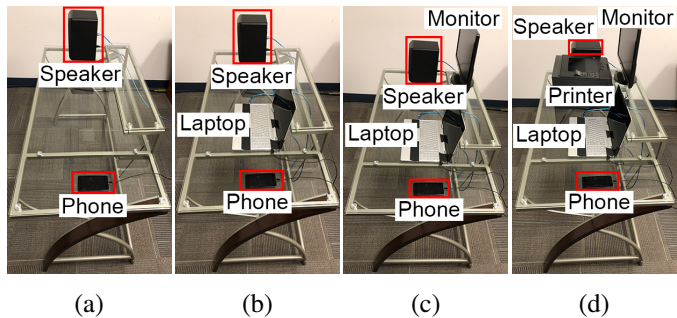 Speaker
Phone
(a)
Speaker
Laptop
Phone
(b)
Monitor
Speaker
Laptop
Phone
(c)
Speaker
Monitor
Printer
Laptop
Phone
(d)